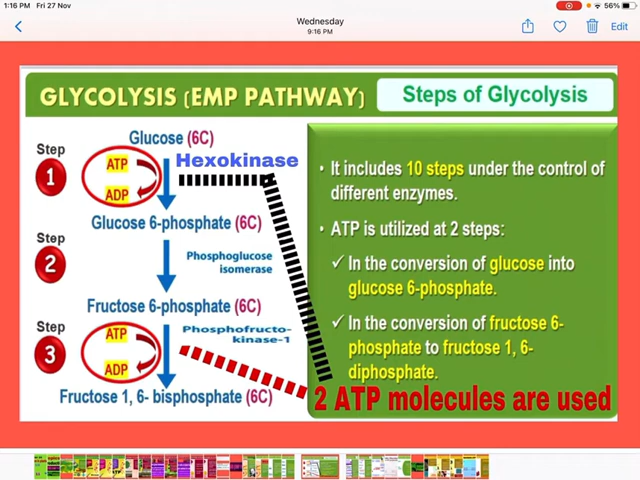 1:16 PM Fri 27 Nov
56%
Wednesday
9:16 PM
Edit
GLYCOLYSIS (EMP PATHWAY)
Steps of Glycolysis
Step
1
Glucose (6C)
ATP
ADP
Hexokinase
Glucose 6-phosphate (6C)
Step
2
Phosphoglucose
isomerase
Fructose 6-phosphate (6C)
Step
3
ATP
ADP
Phosphofructo-
kinase-1
Fructose 1, 6- bisphosphate (6C)
• It includes 10 steps under the control of
different enzymes.
• ATP is utilized at 2 steps:
✓ In the conversion of glucose into
glucose 6-phosphate.
✓ In the conversion of fructose 6-
phosphate to fructose 1, 6-
diphosphate.
2 ATP molecules are used